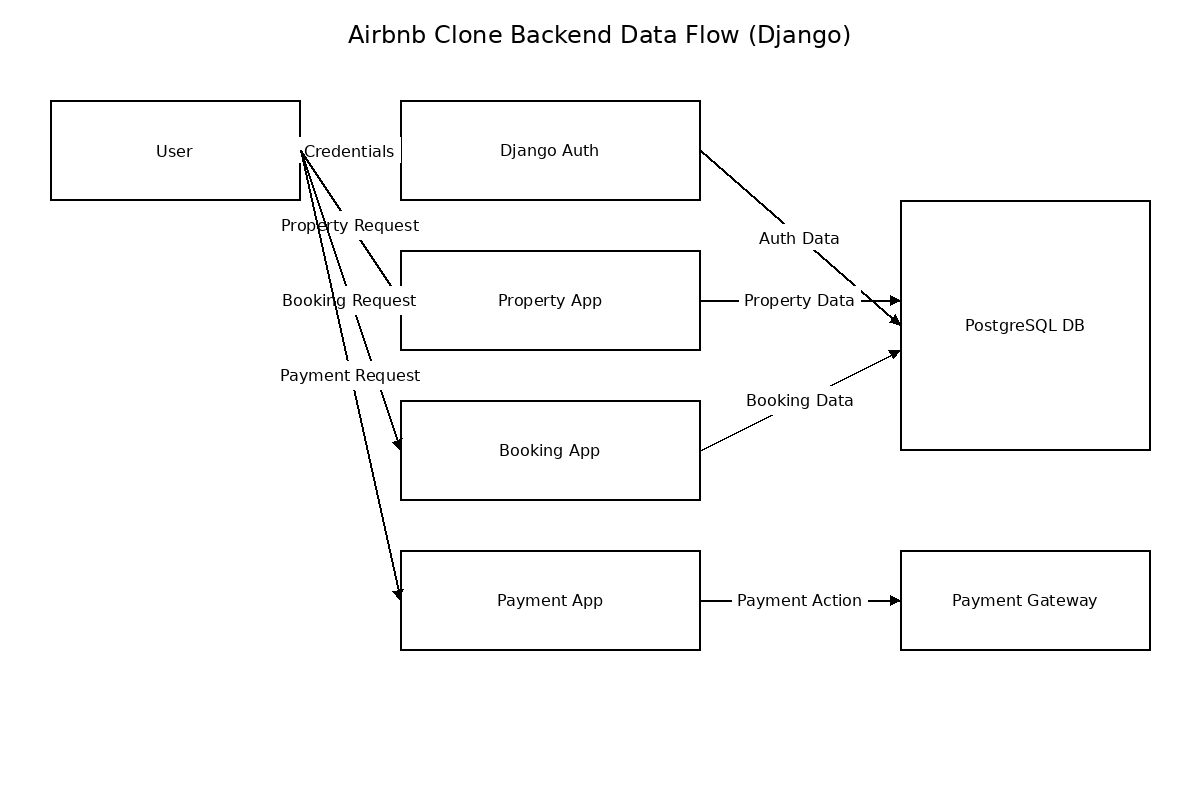 Airbnb Clone Backend Data Flow (Django)
User
Credentials
Django Auth
Property Request
Auth Data
Booking Request
Property App
Property Data
PostgreSQL DB
Payment Request
Booking Data
Booking App
Payment App
Payment Action
Payment Gateway